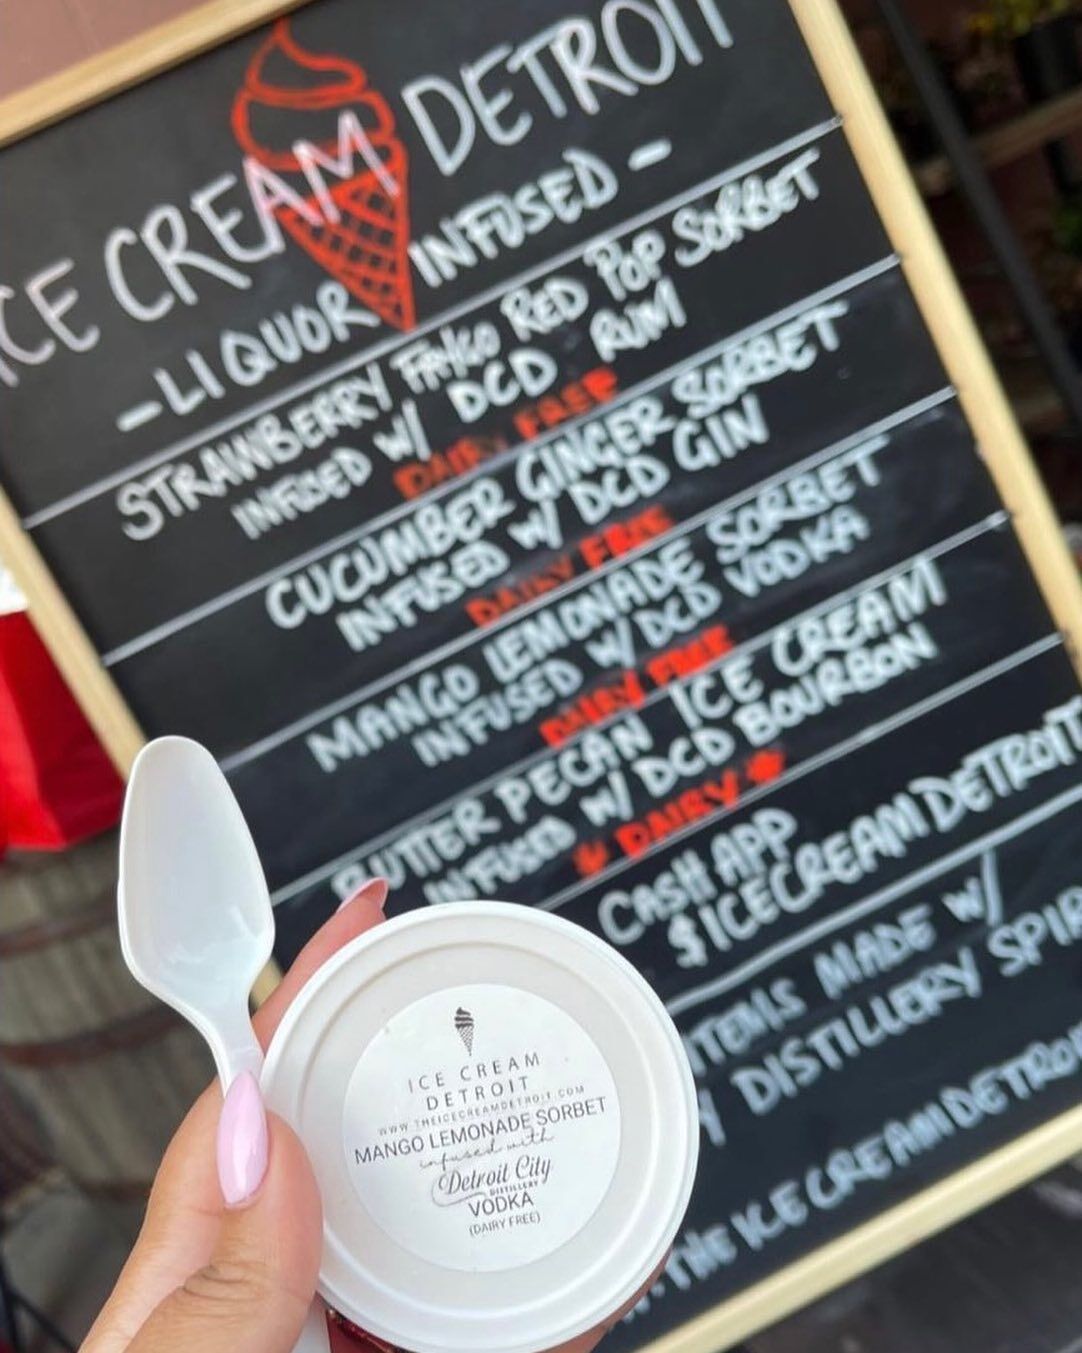 ICE CREAM DETROIT
- LIQUOR INFUSED -
STRAWBERRY FAYGO RED POP SORBET
INFUSED W/ DCD RUM
DAIRY FREE
CUCUMBER GINGER SORBET
INFUSED W/ DCD GIN
DAIRY FREE
MANGO LEMONADE SORBET
INFUSED W/ DCD VODKA
DAIRY FREE
BUTTER PECAN ICE CREAM
INFUSED W/ DCD BOURBON
* DAIRY *
CASH APP
$ICECREAMDETROIT
ITEMS MADE W/
DISTILLERY
THE ICE CREAM DETROIT
ICE CREAM
DETROIT
WWW.THEICECREAMDETROIT.COM
MANGO LEMONADE SORBET
infused with
Detroit City
DISTILLERY
VODKA
(DAIRY FREE)